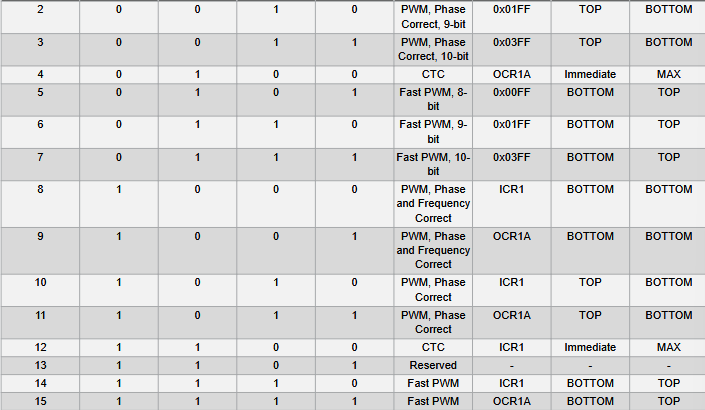 2 0 0 1 0 PWM, Phase Correct, 9-bit 0x01FF TOP BOTTOM
3 0 0 1 1 PWM, Phase Correct, 10-bit 0x03FF TOP BOTTOM
4 0 1 0 0 CTC OCR1A Immediate MAX
5 0 1 0 1 Fast PWM, 8-bit 0x00FF BOTTOM TOP
6 0 1 1 0 Fast PWM, 9-bit 0x01FF BOTTOM TOP
7 0 1 1 1 Fast PWM, 10-bit 0x03FF BOTTOM TOP
8 1 0 0 0 PWM, Phase and Frequency Correct ICR1 BOTTOM BOTTOM
9 1 0 0 1 PWM, Phase and Frequency Correct OCR1A BOTTOM BOTTOM
10 1 0 1 0 PWM, Phase Correct ICR1 TOP BOTTOM
11 1 0 1 1 PWM, Phase Correct OCR1A TOP BOTTOM
12 1 1 0 0 CTC ICR1 Immediate MAX
13 1 1 0 1 Reserved - - -
14 1 1 1 0 Fast PWM ICR1 BOTTOM TOP
15 1 1 1 1 Fast PWM OCR1A BOTTOM TOP